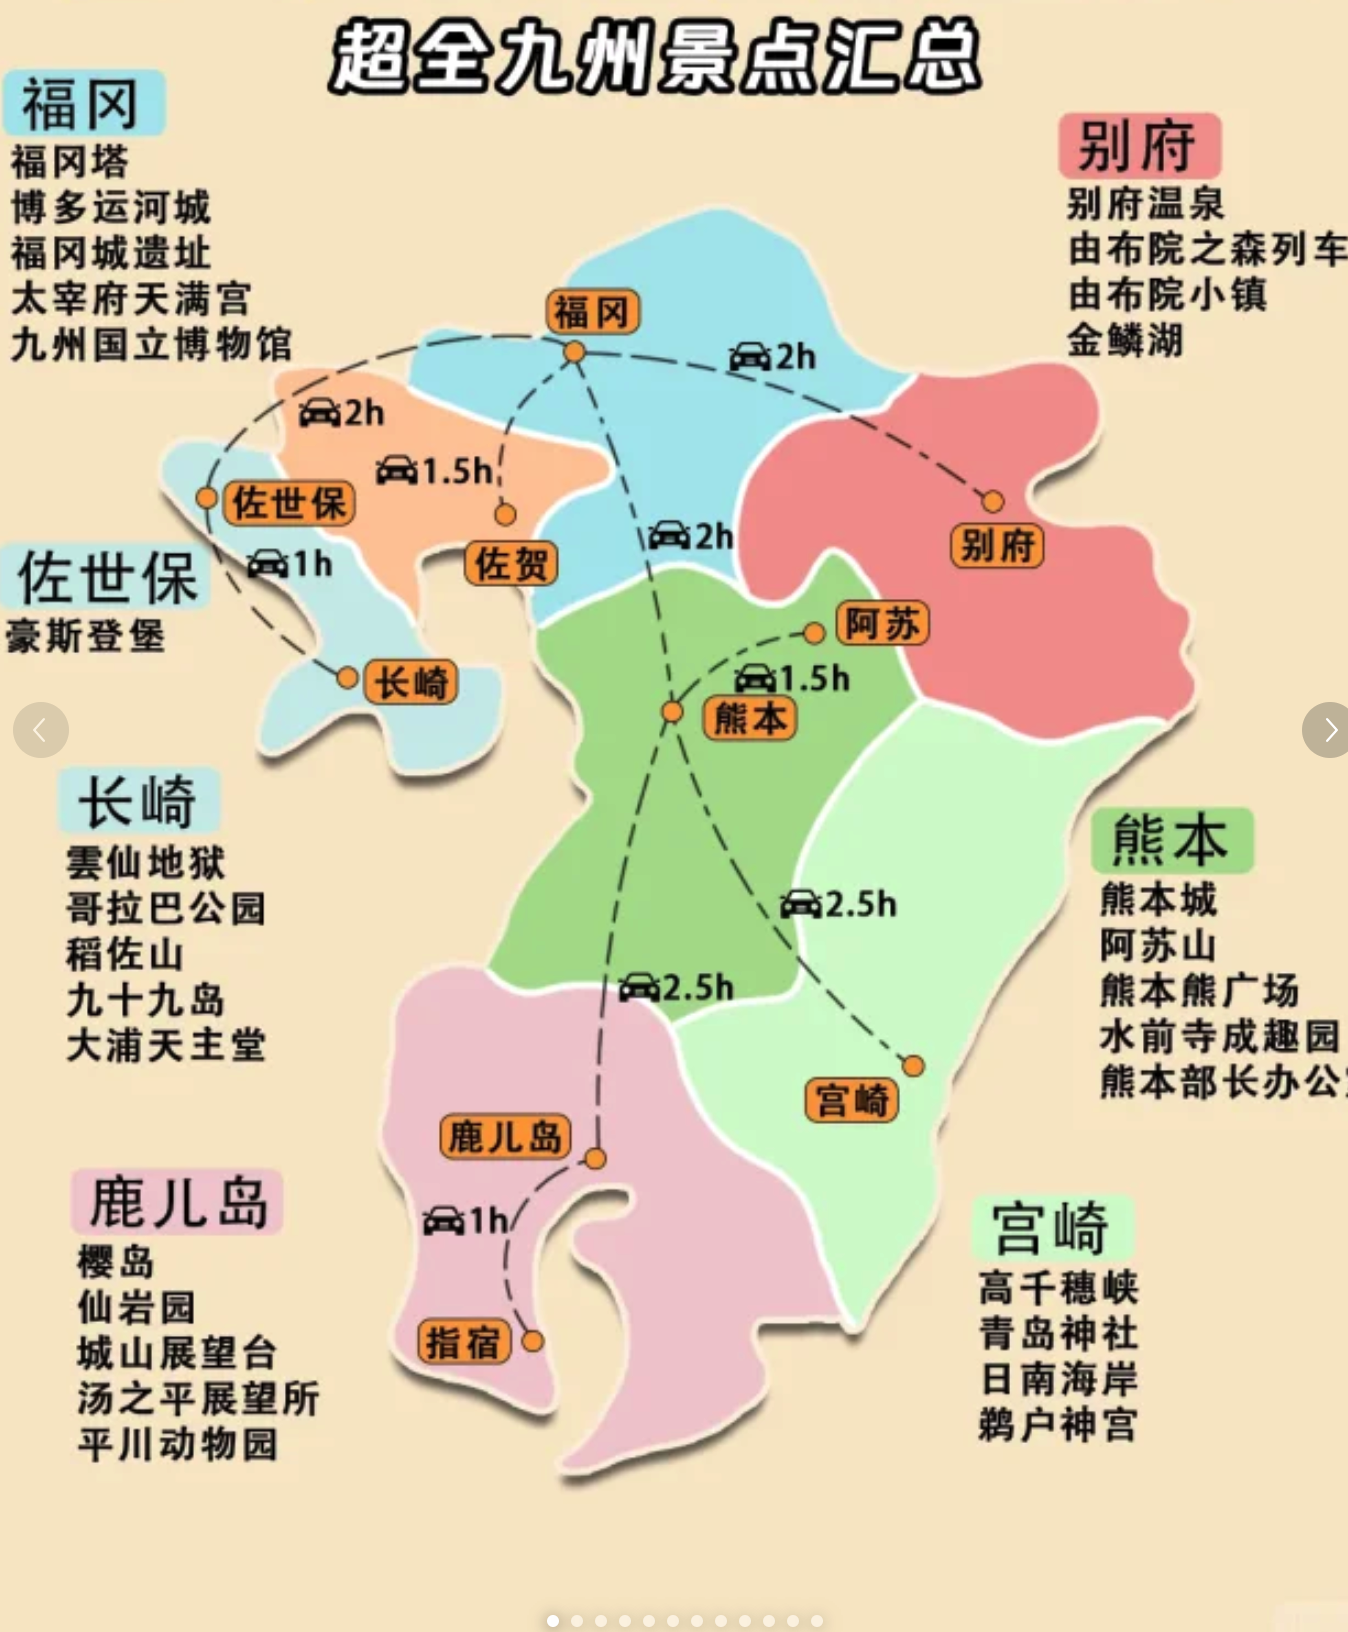 超全九州景点汇总
福冈
福冈塔
博多运河城
福冈城遗址
太宰府天满宫
九州国立博物馆
别府
别府温泉
由布院之森列车
由布院小镇
金鳞湖
福冈
2h
2h
1.5h
佐世保
2h
别府
佐贺
1h
佐世保
豪斯登堡
阿苏
1.5h
长崎
熊本
长崎
雲仙地狱
哥拉巴公园
稻佐山
九十九岛
大浦天主堂
熊本
熊本城
阿苏山
熊本熊广场
水前寺成趣园
熊本部长办公
2.5h
2.5h
宫崎
鹿儿岛
1h
指宿
鹿儿岛
樱岛
仙岩园
城山展望台
汤之平展望所
平川动物园
宫崎
高千穗峡
青岛神社
日南海岸
鹈户神宫